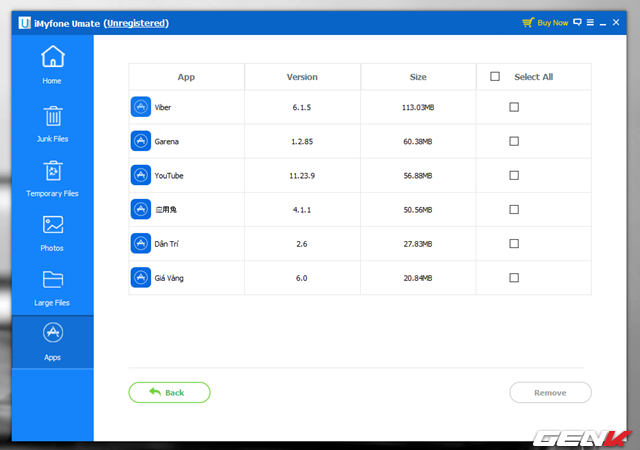 iMyfone Umate (Unregistered)
Buy Now
Home
Junk Files
Temporary Files
Photos
Large Files
Apps
App Version Size Select All
Viber 6.1.5 113.03MB
Garena 1.2.85 60.38MB
YouTube 11.23.9 56.88MB
应用兔 4.1.1 50.56MB
Dân Trí 2.6 27.83MB
Giá Vàng 6.0 20.84MB
Back
Remove
GENK